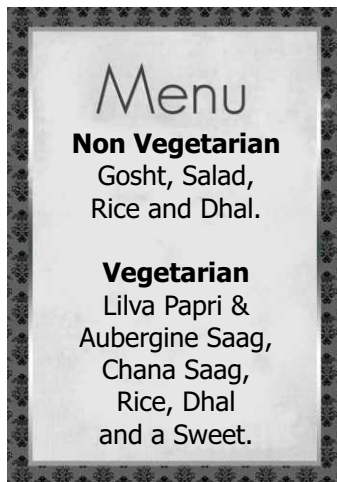 Menu
Non Vegetarian
Gosht, Salad,
Rice and Dhal.
Vegetarian
Lilva Papri &
Aubergine Saag,
Chana Saag,
Rice, Dhal
and a Sweet.